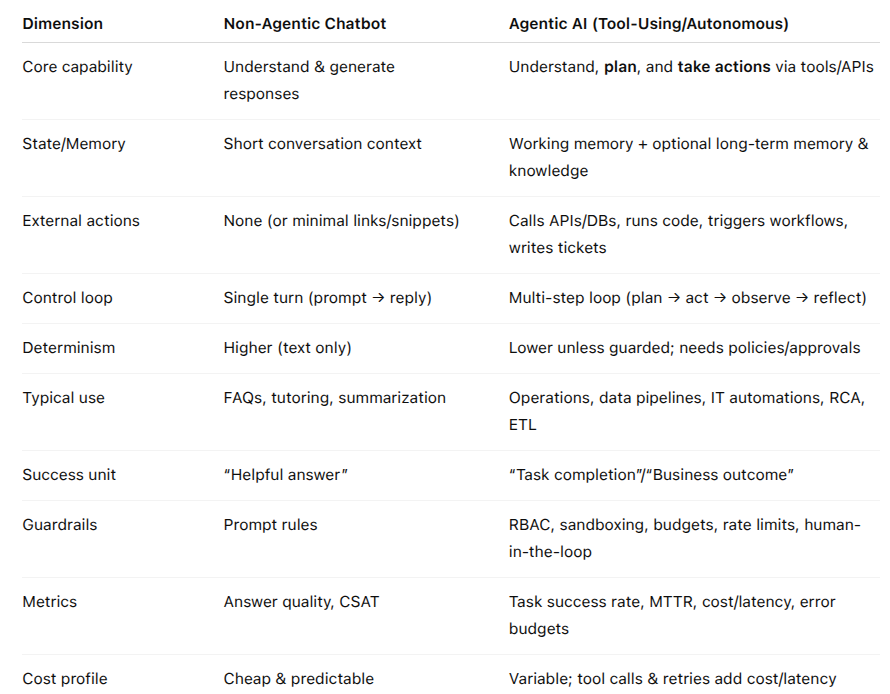 Dimension Non-Agentic Chatbot Agentic AI (Tool-Using/Autonomous)
Core capability Understand & generate responses Understand, plan, and take actions via tools/APIs
State/Memory Short conversation context Working memory + optional long-term memory & knowledge
External actions None (or minimal links/snippets) Calls APIs/DBs, runs code, triggers workflows, writes tickets
Control loop Single turn (prompt → reply) Multi-step loop (plan → act → observe → reflect)
Determinism Higher (text only) Lower unless guarded; needs policies/approvals
Typical use FAQs, tutoring, summarization Operations, data pipelines, IT automations, RCA, ETL
Success unit “Helpful answer” “Task completion”/“Business outcome”
Guardrails Prompt rules RBAC, sandboxing, budgets, rate limits, human-in-the-loop
Metrics Answer quality, CSAT Task success rate, MTTR, cost/latency, error budgets
Cost profile Cheap & predictable Variable; tool calls & retries add cost/latency